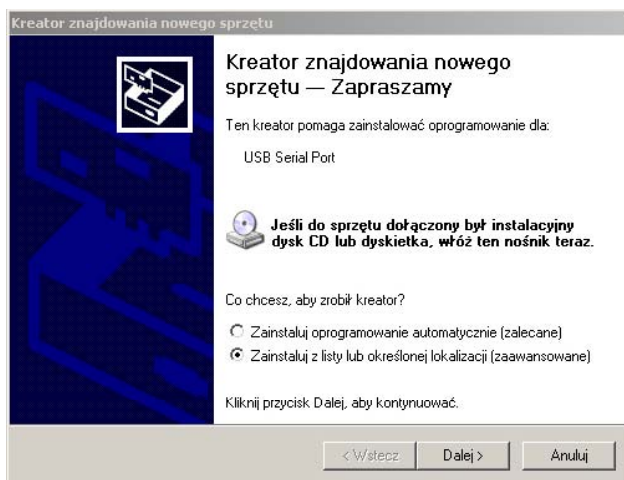 Kreator znajdowania nowego sprzętu
Kreator znajdowania nowego
sprzętu — Zapraszamy
Ten kreator pomaga zainstalować oprogramowanie dla:
USB Serial Port
Jeśli do sprzętu dołączony był instalacyjny
dysk CD lub dyskietka, włóż ten nośnik teraz.
Co chcesz, aby zrobił kreator?
Zainstaluj oprogramowanie automatycznie (zalecane)
Zainstaluj z listy lub określonej lokalizacji (zaawansowane)
Kliknij przycisk Dalej, aby kontynuować.
< Wstecz Dalej > Anuluj